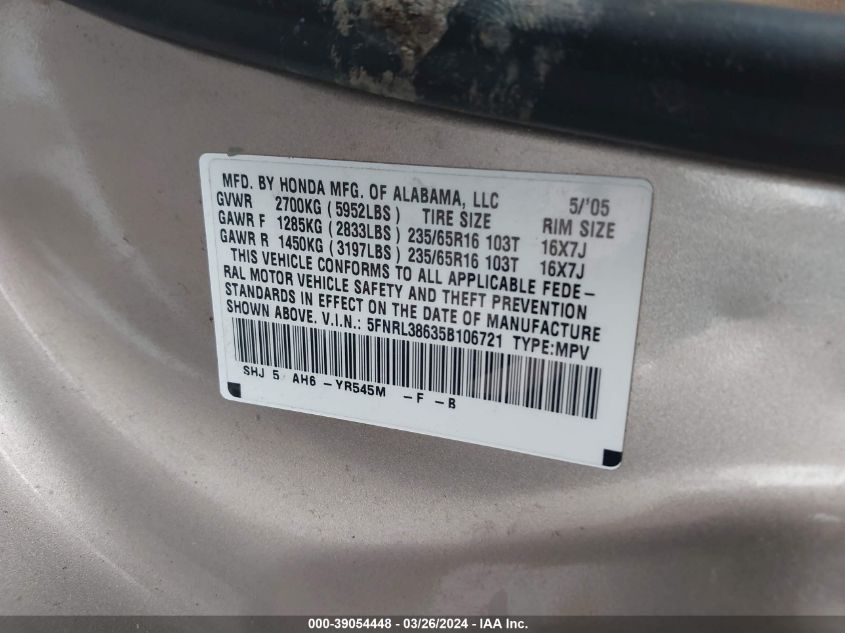 MFD. BY HONDA MFG. OF ALABAMA, LLC 5/'05
GVWR 2700KG (5952LBS) TIRE SIZE RIM SIZE
GAWR F 1285KG (2833LBS) 235/65R16 103T 16X7J
GAWR R 1450KG (3197LBS) 235/65R16 103T 16X7J
THIS VEHICLE CONFORMS TO ALL APPLICABLE FEDE-
RAL MOTOR VEHICLE SAFETY AND THEFT PREVENTION
STANDARDS IN EFFECT ON THE DATE OF MANUFACTURE
SHOWN ABOVE. V.I.N.: 5FNRL38635B106721 TYPE:MPV
SHJ 5 AH6 -YR545M -F -B
000-39054448 - 03/26/2024 - IAA Inc.